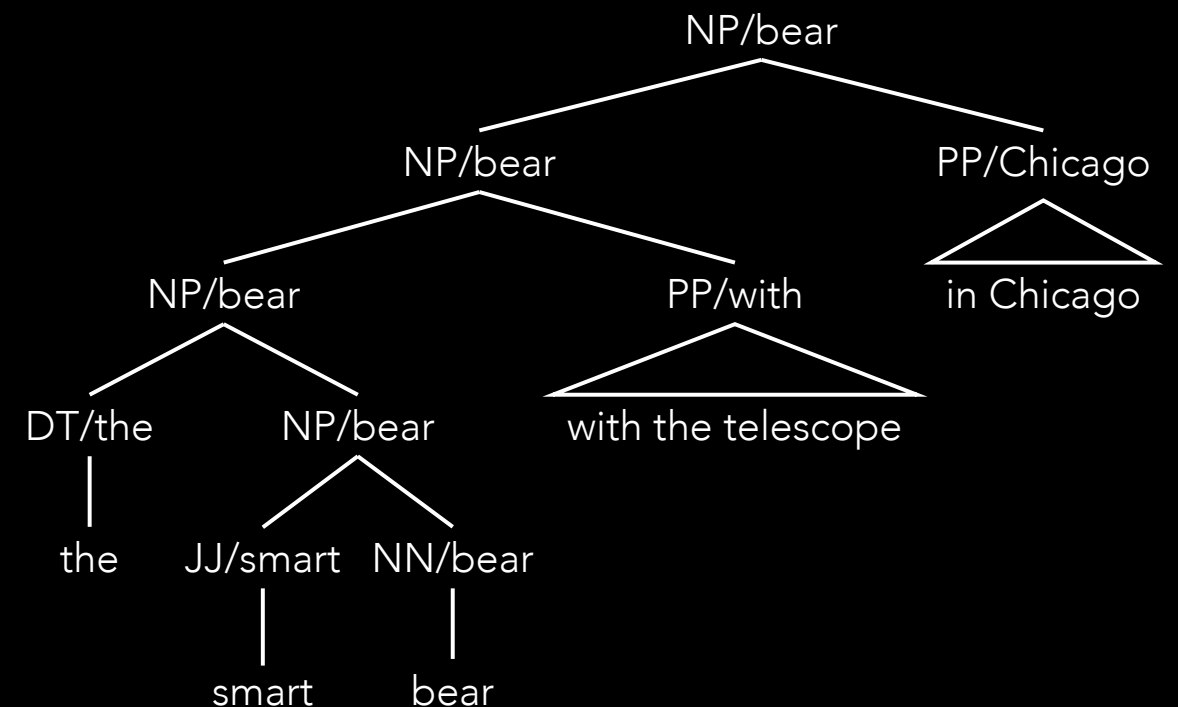 NP/bear
NP/bear PP/Chicago
NP/bear PP/with in Chicago
DT/the NP/bear with the telescope
the JJ/smart NN/bear
smart bear